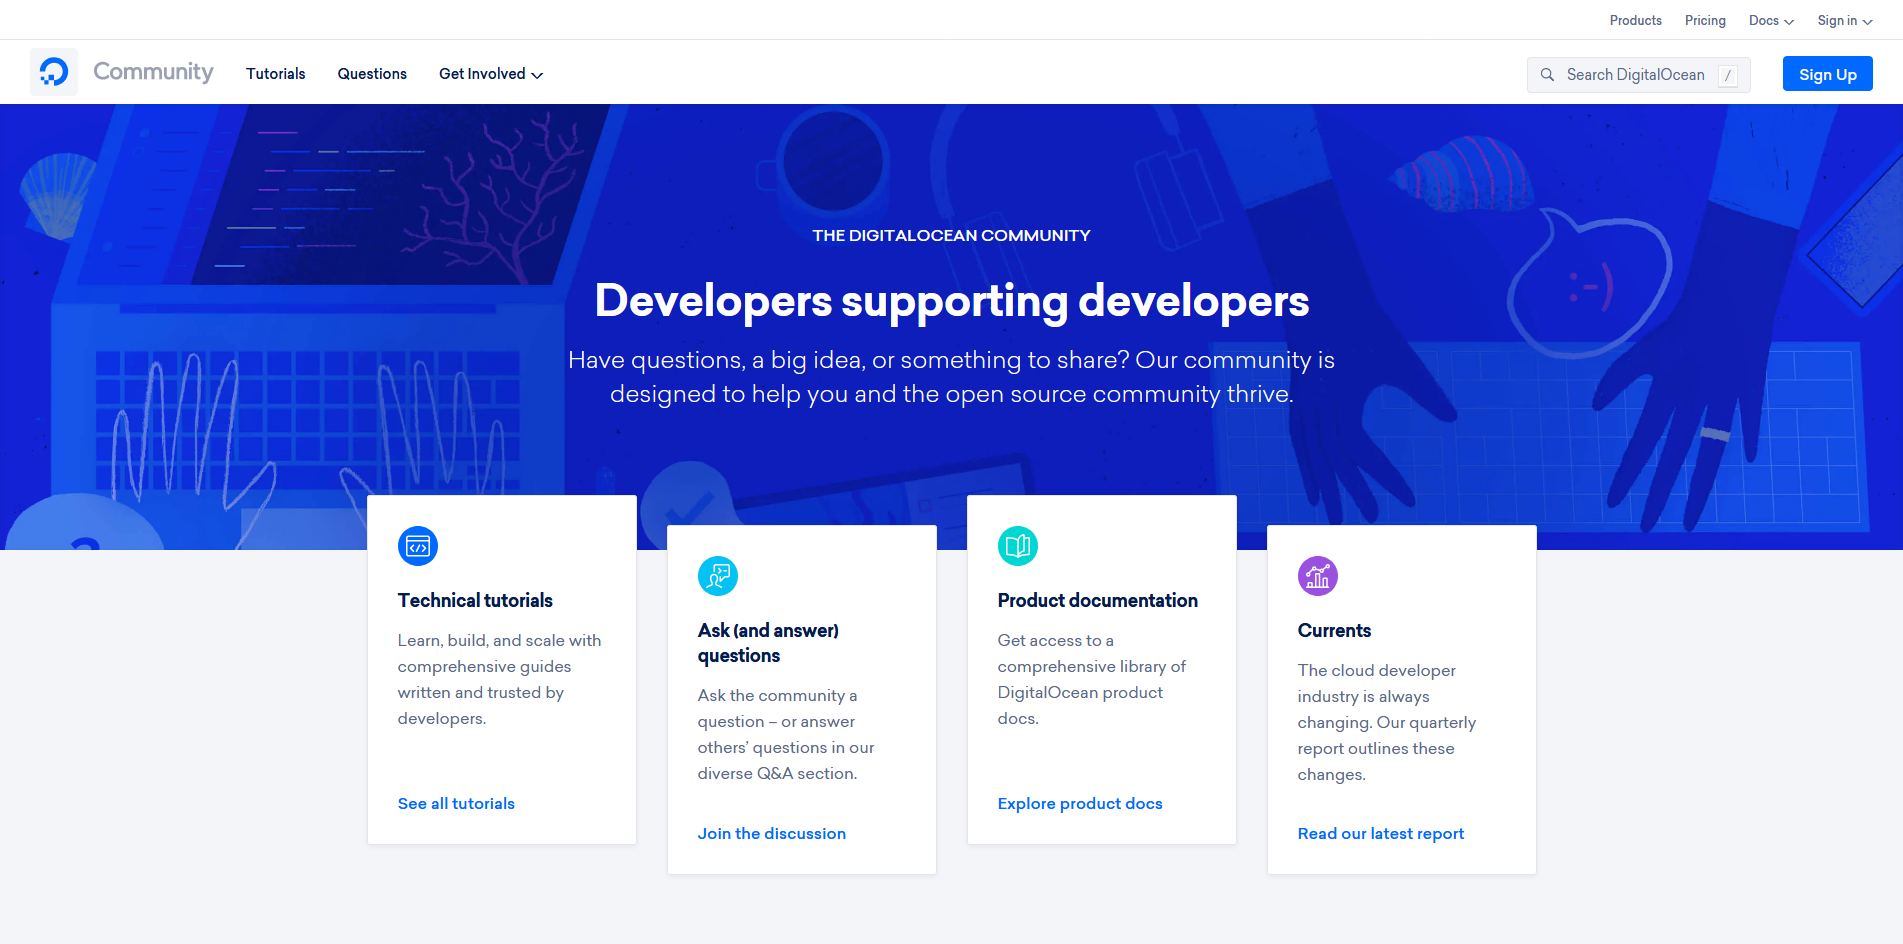 Products Pricing Docs Sign in
Community Tutorials Questions Get Involved Search DigitalOcean / Sign Up
THE DIGITALOCEAN COMMUNITY
Developers supporting developers
Have questions, a big idea, or something to share? Our community is
designed to help you and the open source community thrive.
Technical tutorials
Learn, build, and scale with
comprehensive guides
written and trusted by
developers.
See all tutorials
Ask (and answer)
questions
Ask the community a
question – or answer
others’ questions in our
diverse Q&A section.
Join the discussion
Product documentation
Get access to a
comprehensive library of
DigitalOcean product
docs.
Explore product docs
Currents
The cloud developer
industry is always
changing. Our quarterly
report outlines these
changes.
Read our latest report